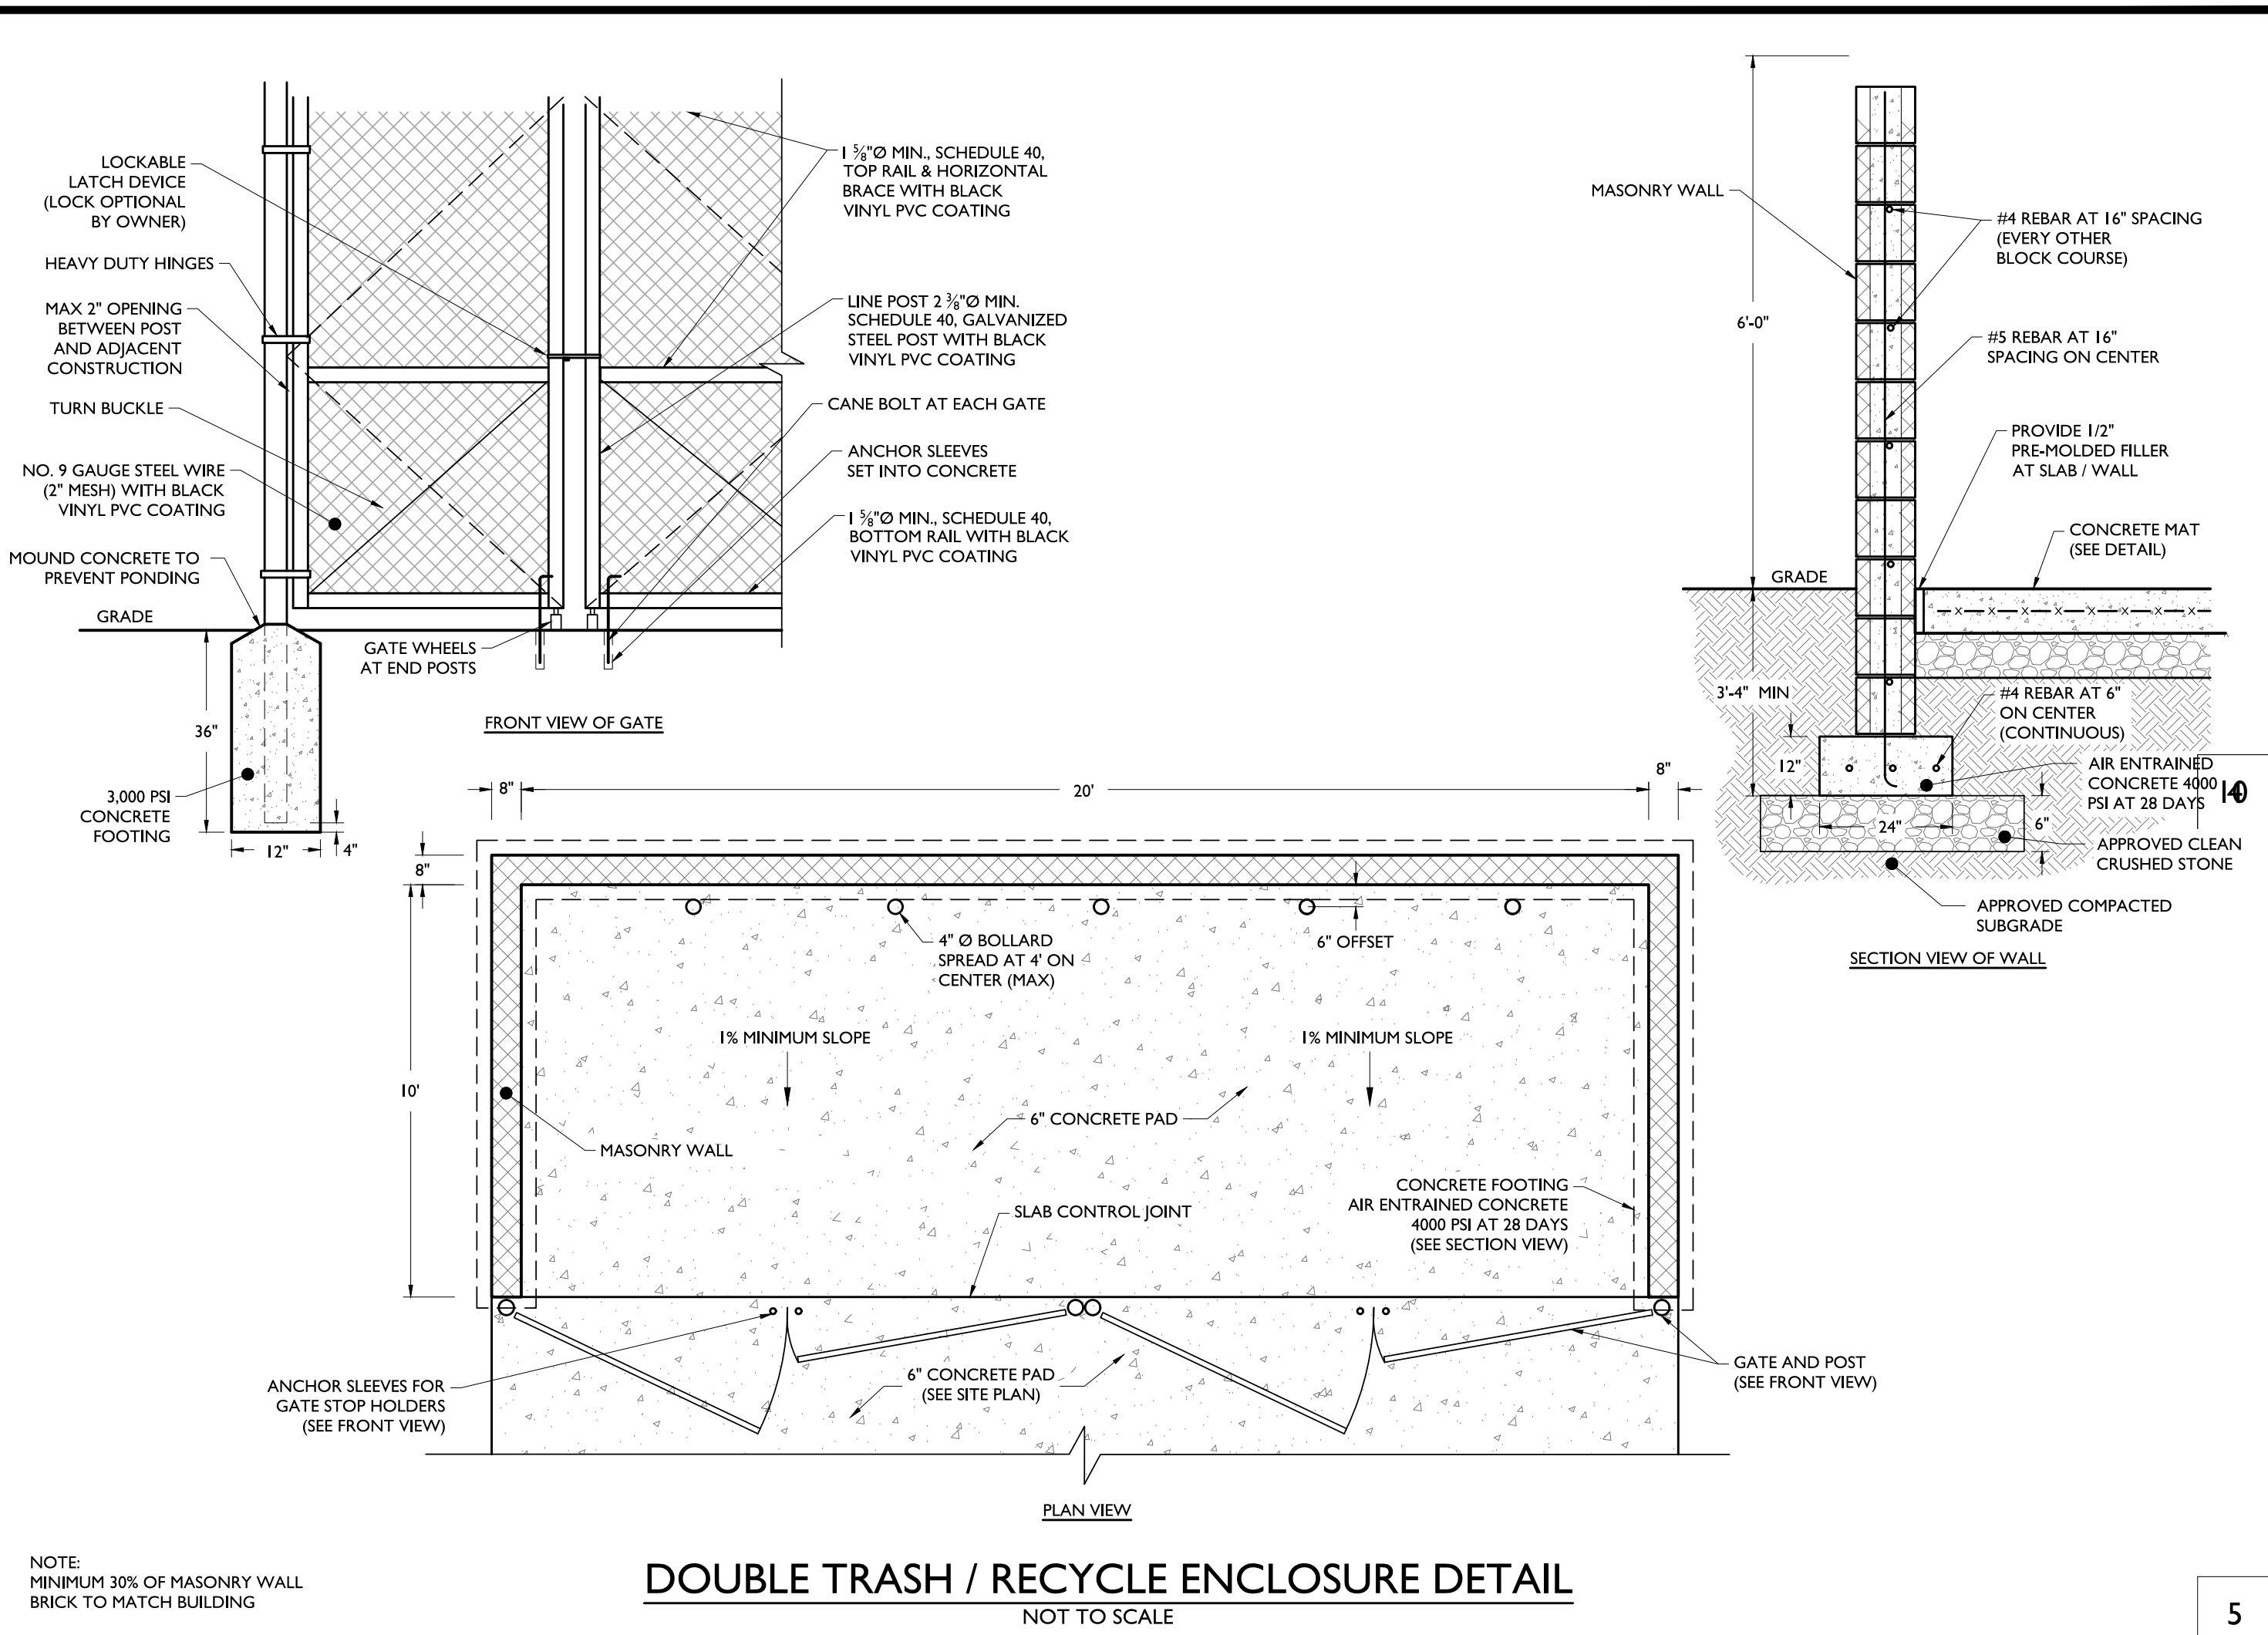 LOCKABLE
LATCH DEVICE
(LOCK OPTIONAL
BY OWNER)
HEAVY DUTY HINGES
MAX 2" OPENING
BETWEEN POST
AND ADJACENT
CONSTRUCTION
TURN BUCKLE
NO. 9 GAUGE STEEL WIRE
(2" MESH) WITH BLACK
VINYL PVC COATING
MOUND CONCRETE TO
PREVENT PONDING
GRADE
36"
3,000 PSI
CONCRETE
FOOTING
12"
4"
1 ⅝"Ø MIN., SCHEDULE 40,
TOP RAIL & HORIZONTAL
BRACE WITH BLACK
VINYL PVC COATING
LINE POST 2 ⅜"Ø MIN.
SCHEDULE 40, GALVANIZED
STEEL POST WITH BLACK
VINYL PVC COATING
CANE BOLT AT EACH GATE
ANCHOR SLEEVES
SET INTO CONCRETE
1 ⅝"Ø MIN., SCHEDULE 40,
BOTTOM RAIL WITH BLACK
VINYL PVC COATING
GATE WHEELS
AT END POSTS
FRONT VIEW OF GATE
MASONRY WALL
6'-0"
#4 REBAR AT 16" SPACING
(EVERY OTHER
BLOCK COURSE)
#5 REBAR AT 16"
SPACING ON CENTER
PROVIDE 1/2"
PRE-MOLDED FILLER
AT SLAB / WALL
CONCRETE MAT
(SEE DETAIL)
GRADE
X X X X X
3'-4" MIN
#4 REBAR AT 6"
ON CENTER
(CONTINUOUS)
12"
AIR ENTRAINED
CONCRETE 4000
PSI AT 28 DAYS
24"
6"
APPROVED CLEAN
CRUSHED STONE
APPROVED COMPACTED
SUBGRADE
SECTION VIEW OF WALL
8"
20'
8"
8"
4" Ø BOLLARD
SPREAD AT 4' ON
CENTER (MAX)
6" OFFSET
1% MINIMUM SLOPE
1% MINIMUM SLOPE
10'
6" CONCRETE PAD
MASONRY WALL
CONCRETE FOOTING
AIR ENTRAINED CONCRETE
4000 PSI AT 28 DAYS
(SEE SECTION VIEW)
SLAB CONTROL JOINT
ANCHOR SLEEVES FOR
GATE STOP HOLDERS
(SEE FRONT VIEW)
6" CONCRETE PAD
(SEE SITE PLAN)
GATE AND POST
(SEE FRONT VIEW)
PLAN VIEW
NOTE:
MINIMUM 30% OF MASONRY WALL
BRICK TO MATCH BUILDING
DOUBLE TRASH / RECYCLE ENCLOSURE DETAIL
NOT TO SCALE
5